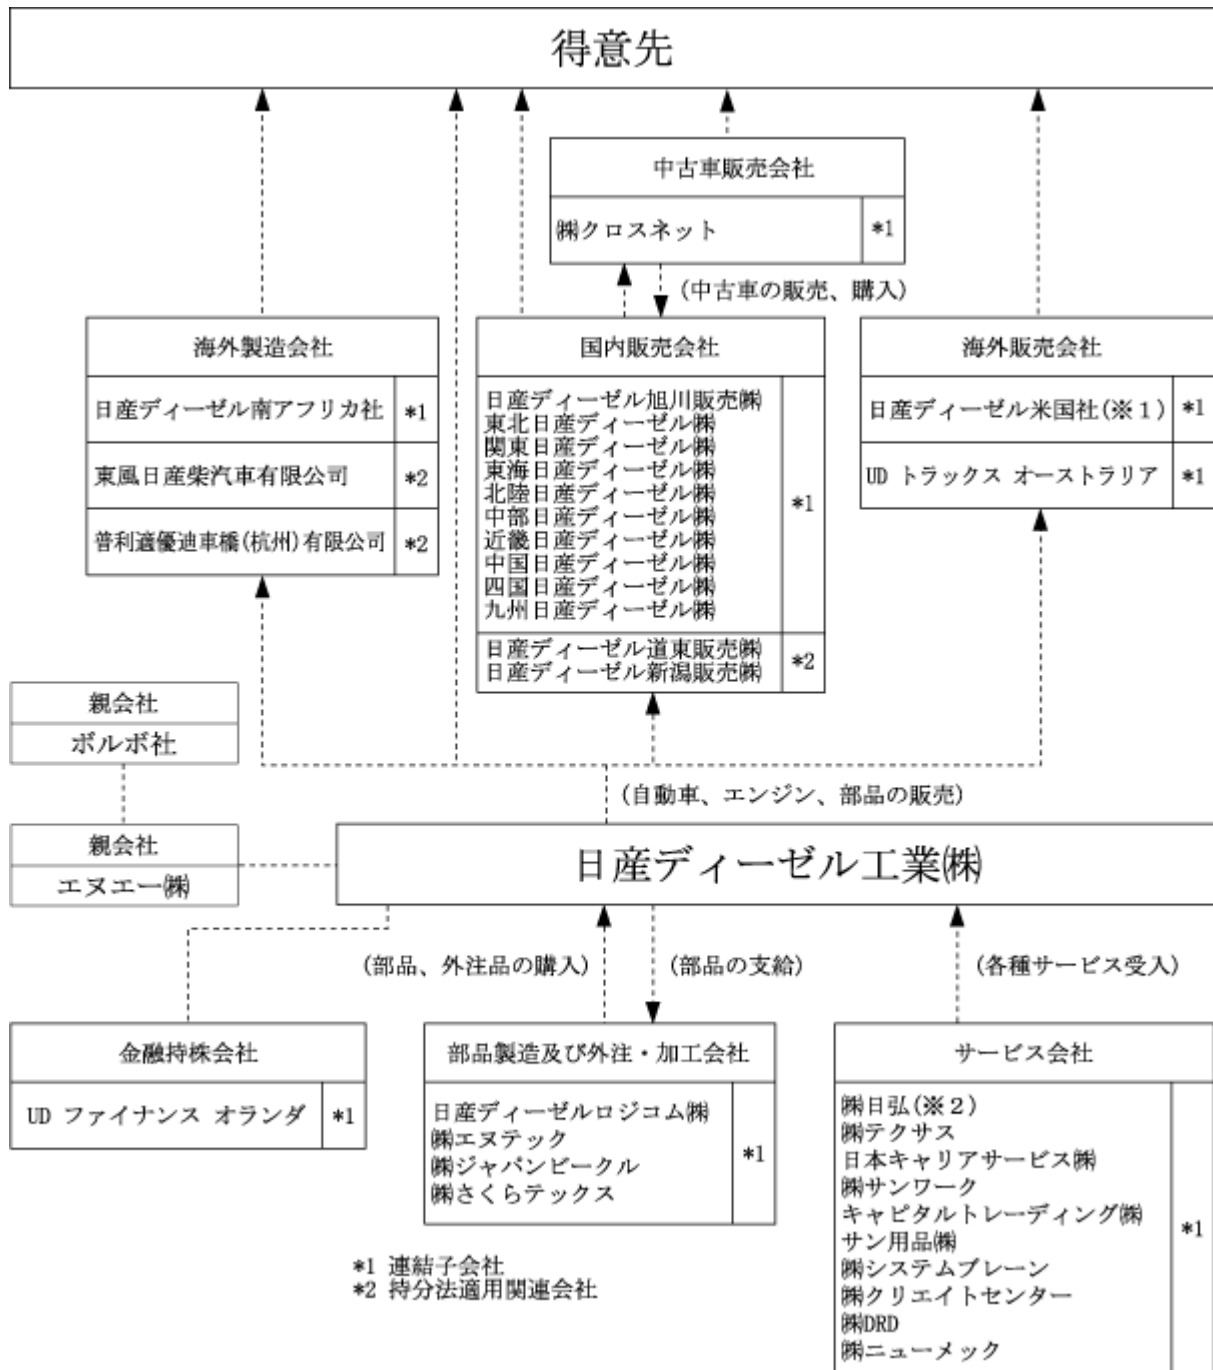 得意先
中古車販売会社
㈱クロスネット *1
(中古車の販売、購入)
海外製造会社
日産ディーゼル南アフリカ社 *1
東風日産柴汽車有限公司 *2
普利適優迪車橋(杭州)有限公司 *2
国内販売会社
日産ディーゼル旭川販売㈱
東北日産ディーゼル㈱
関東日産ディーゼル㈱
東海日産ディーゼル㈱
北陸日産ディーゼル㈱
中部日産ディーゼル㈱
近畿日産ディーゼル㈱
中国日産ディーゼル㈱
四国日産ディーゼル㈱
九州日産ディーゼル㈱
*1
日産ディーゼル道東販売㈱
日産ディーゼル新潟販売㈱
*2
海外販売会社
日産ディーゼル米国社(※1) *1
UD トラックス オーストラリア *1
親会社
ボルボ社
(自動車、エンジン、部品の販売)
親会社
エヌエー㈱
日産ディーゼル工業㈱
(部品、外注品の購入)
(部品の支給)
(各種サービス受入)
金融持株会社
UD ファイナンス オランダ *1
部品製造及び外注・加工会社
日産ディーゼルロジコム㈱
㈱エヌテック
㈱ジャパンビークル
㈱さくらテックス
*1
サービス会社
㈱日弘(※2)
㈱テクサス
日本キャリアサービス㈱
㈱サンワーク
キャピタルトレーディング㈱
サン用品㈱
㈱システムブレーン
㈱クリエイトセンター
㈱DRD
㈱ニューメック
*1
*1 連結子会社
*2 持分法適用関連会社